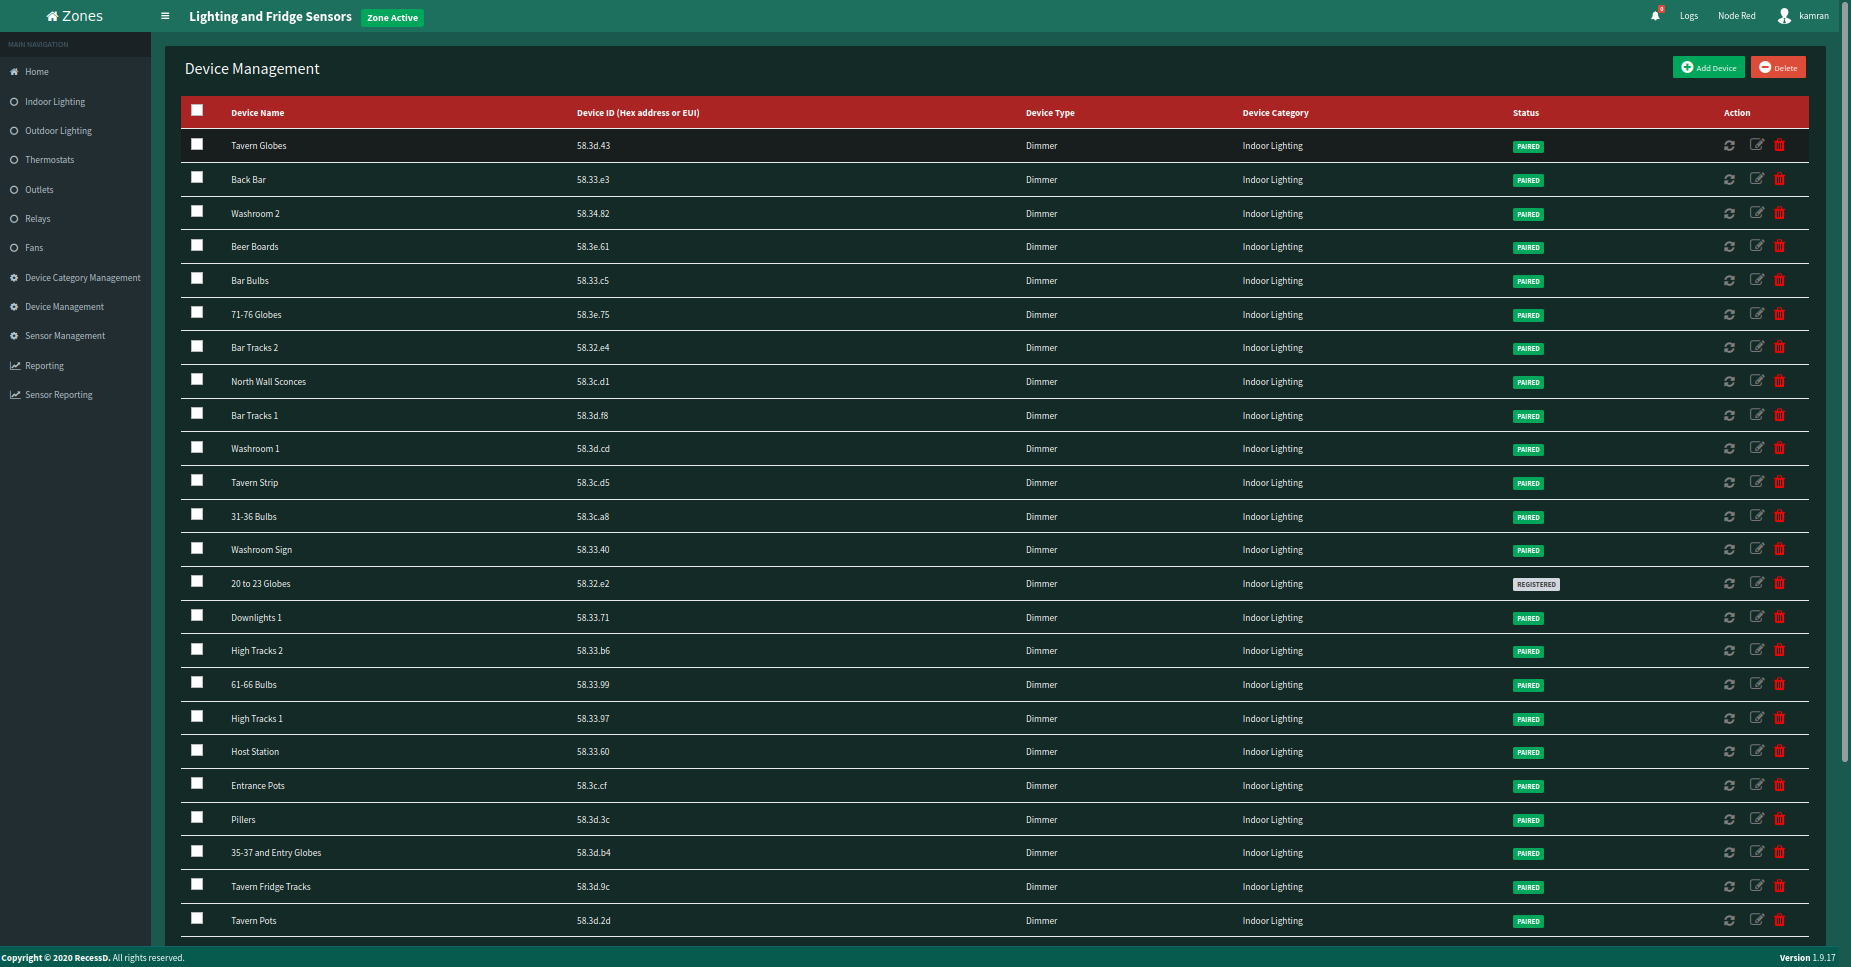 Zones
Lighting and Fridge Sensors Zone Active
0 Logs Node Red kamran
MAIN NAVIGATION
Home
Indoor Lighting
Outdoor Lighting
Thermostats
Outlets
Relays
Fans
Device Category Management
Device Management
Sensor Management
Reporting
Sensor Reporting
Device Management Add Device Delete
Device Name Device ID (Hex address or EUI) Device Type Device Category Status Action
Tavern Globes 58.3d.43 Dimmer Indoor Lighting PAIRED
Back Bar 58.33.e3 Dimmer Indoor Lighting PAIRED
Washroom 2 58.34.82 Dimmer Indoor Lighting PAIRED
Beer Boards 58.3e.61 Dimmer Indoor Lighting PAIRED
Bar Bulbs 58.33.c5 Dimmer Indoor Lighting PAIRED
71-76 Globes 58.3e.75 Dimmer Indoor Lighting PAIRED
Bar Tracks 2 58.32.e4 Dimmer Indoor Lighting PAIRED
North Wall Sconces 58.3c.d1 Dimmer Indoor Lighting PAIRED
Bar Tracks 1 58.3d.f8 Dimmer Indoor Lighting PAIRED
Washroom 1 58.3d.cd Dimmer Indoor Lighting PAIRED
Tavern Strip 58.3c.d5 Dimmer Indoor Lighting PAIRED
31-36 Bulbs 58.3c.a8 Dimmer Indoor Lighting PAIRED
Washroom Sign 58.33.40 Dimmer Indoor Lighting PAIRED
20 to 23 Globes 58.32.e2 Dimmer Indoor Lighting REGISTERED
Downlights 1 58.33.71 Dimmer Indoor Lighting PAIRED
High Tracks 2 58.33.b6 Dimmer Indoor Lighting PAIRED
61-66 Bulbs 58.33.99 Dimmer Indoor Lighting PAIRED
High Tracks 1 58.33.97 Dimmer Indoor Lighting PAIRED
Host Station 58.33.60 Dimmer Indoor Lighting PAIRED
Entrance Pots 58.3c.cf Dimmer Indoor Lighting PAIRED
Pillers 58.3d.3c Dimmer Indoor Lighting PAIRED
35-37 and Entry Globes 58.3d.b4 Dimmer Indoor Lighting PAIRED
Tavern Fridge Tracks 58.3d.9c Dimmer Indoor Lighting PAIRED
Tavern Pots 58.3d.2d Dimmer Indoor Lighting PAIRED
Copyright © 2020 RecessD. All rights reserved. Version 1.9.17